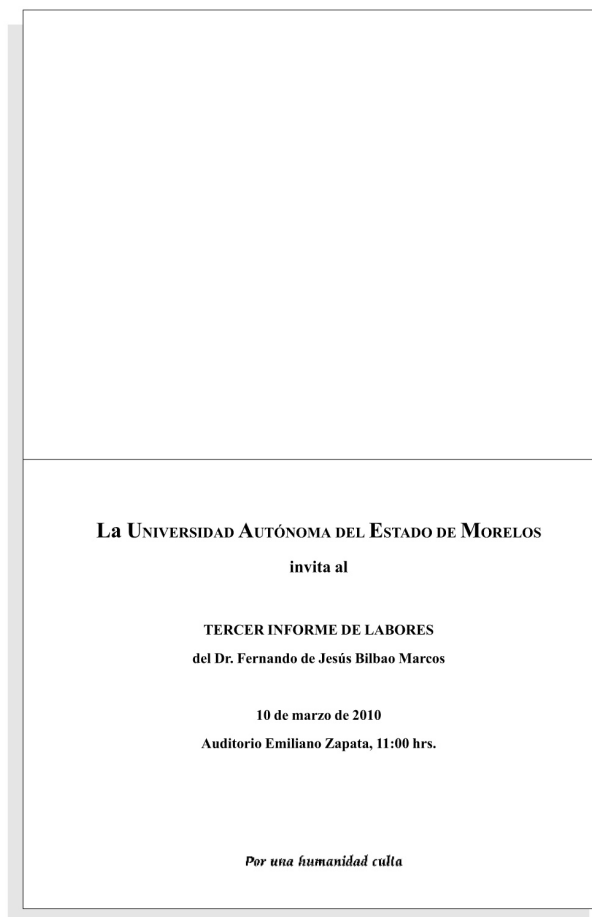 La Universidad Autónoma del Estado de Morelos
invita al
TERCER INFORME DE LABORES
del Dr. Fernando de Jesús Bilbao Marcos
10 de marzo de 2010
Auditorio Emiliano Zapata, 11:00 hrs.
Por una humanidad culta